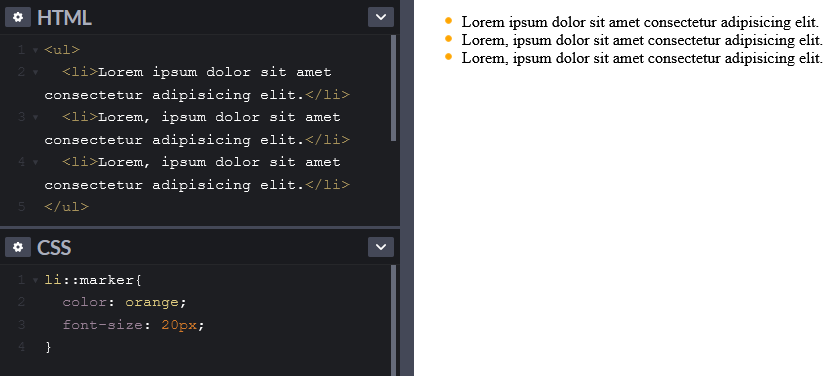 HTML
1 <ul>
2 <li>Lorem ipsum dolor sit amet
consectetur adipisicing elit.</li>
3 <li>Lorem, ipsum dolor sit amet
consectetur adipisicing elit.</li>
4 <li>Lorem, ipsum dolor sit amet
consectetur adipisicing elit.</li>
5 </ul>
CSS
1 li::marker{
2 color: orange;
3 font-size: 20px;
4 }
Lorem ipsum dolor sit amet consectetur adipisicing elit.
Lorem, ipsum dolor sit amet consectetur adipisicing elit.
Lorem, ipsum dolor sit amet consectetur adipisicing elit.